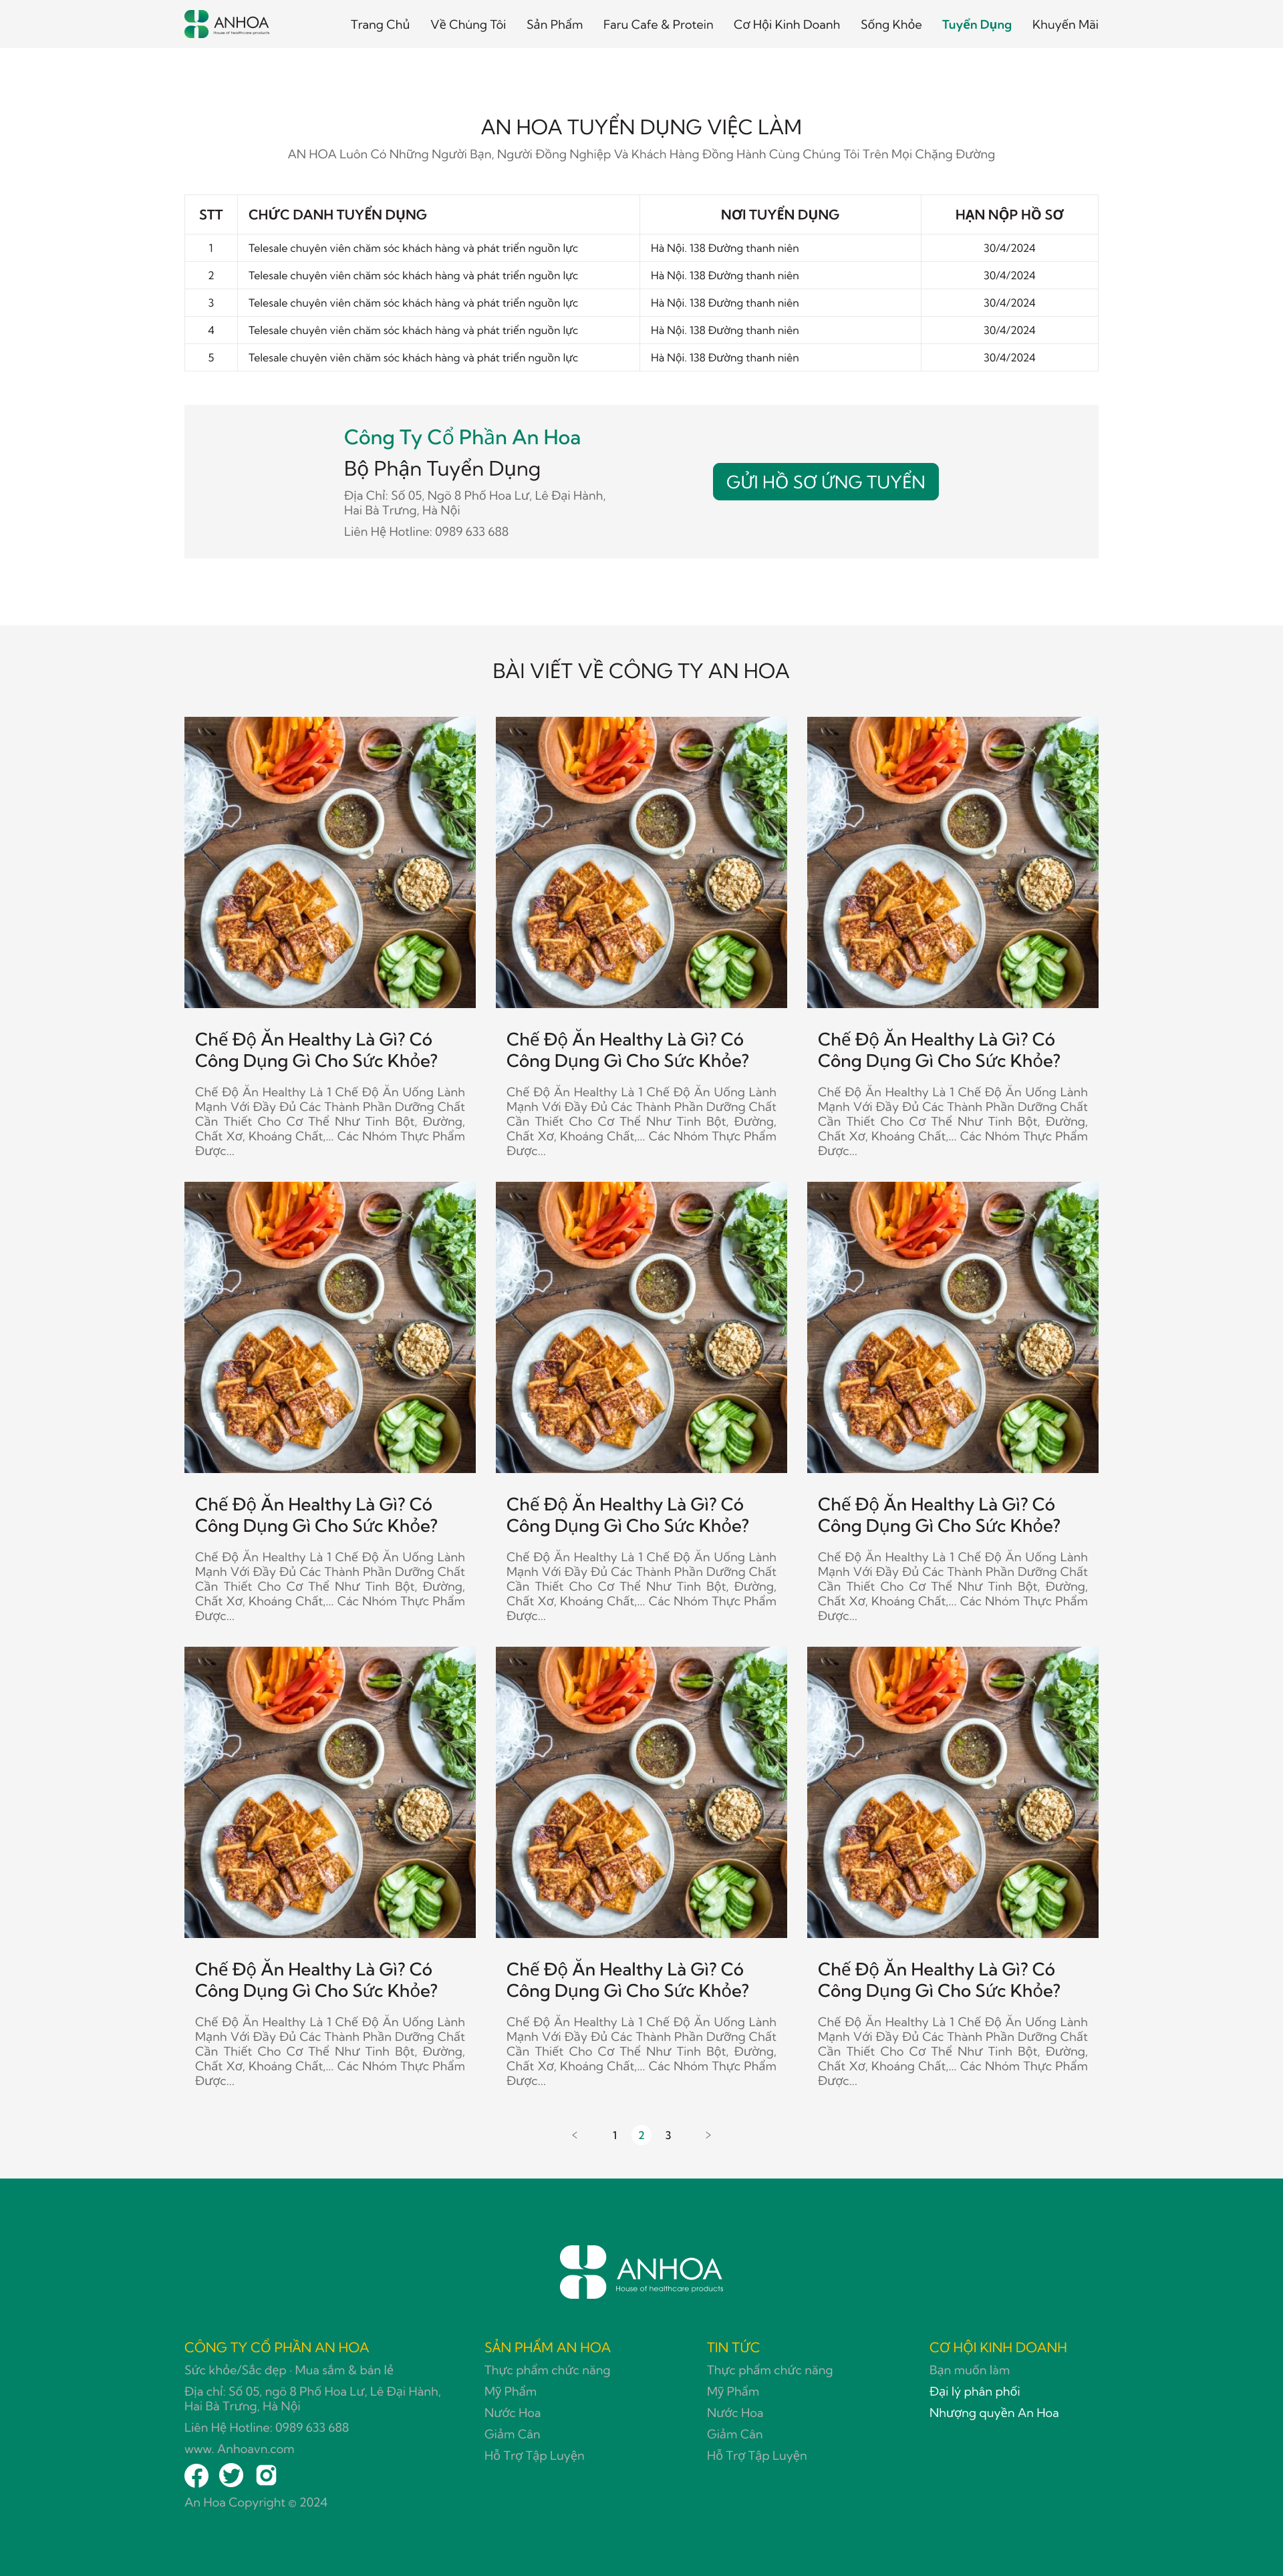 ANHOA
House of healthcare products
Trang Chủ Về Chúng Tôi Sản Phẩm Faru Cafe & Protein Cơ Hội Kinh Doanh Sống Khỏe Tuyển Dụng Khuyến Mãi
AN HOA TUYỂN DỤNG VIỆC LÀM
AN HOA Luôn Có Những Người Bạn, Người Đồng Nghiệp Và Khách Hàng Đồng Hành Cùng Chúng Tôi Trên Mọi Chặng Đường
STT CHỨC DANH TUYỂN DỤNG NƠI TUYỂN DỤNG HẠN NỘP HỒ SƠ
1 Telesale chuyên viên chăm sóc khách hàng và phát triển nguồn lực Hà Nội. 138 Đường thanh niên 30/4/2024
2 Telesale chuyên viên chăm sóc khách hàng và phát triển nguồn lực Hà Nội. 138 Đường thanh niên 30/4/2024
3 Telesale chuyên viên chăm sóc khách hàng và phát triển nguồn lực Hà Nội. 138 Đường thanh niên 30/4/2024
4 Telesale chuyên viên chăm sóc khách hàng và phát triển nguồn lực Hà Nội. 138 Đường thanh niên 30/4/2024
5 Telesale chuyên viên chăm sóc khách hàng và phát triển nguồn lực Hà Nội. 138 Đường thanh niên 30/4/2024
Công Ty Cổ Phần An Hoa
Bộ Phận Tuyển Dụng
Địa Chỉ: Số 05, Ngõ 8 Phố Hoa Lư, Lê Đại Hành,
Hai Bà Trưng, Hà Nội
Liên Hệ Hotline: 0989 633 688
GỬI HỒ SƠ ỨNG TUYỂN
BÀI VIẾT VỀ CÔNG TY AN HOA
Chế Độ Ăn Healthy Là Gì? Có
Công Dụng Gì Cho Sức Khỏe?
Chế Độ Ăn Healthy Là 1 Chế Độ Ăn Uống Lành
Mạnh Với Đầy Đủ Các Thành Phần Dưỡng Chất
Cần Thiết Cho Cơ Thể Như Tinh Bột, Đường,
Chất Xơ, Khoáng Chất,... Các Nhóm Thực Phẩm
Được...
Chế Độ Ăn Healthy Là Gì? Có
Công Dụng Gì Cho Sức Khỏe?
Chế Độ Ăn Healthy Là 1 Chế Độ Ăn Uống Lành
Mạnh Với Đầy Đủ Các Thành Phần Dưỡng Chất
Cần Thiết Cho Cơ Thể Như Tinh Bột, Đường,
Chất Xơ, Khoáng Chất,... Các Nhóm Thực Phẩm
Được...
Chế Độ Ăn Healthy Là Gì? Có
Công Dụng Gì Cho Sức Khỏe?
Chế Độ Ăn Healthy Là 1 Chế Độ Ăn Uống Lành
Mạnh Với Đầy Đủ Các Thành Phần Dưỡng Chất
Cần Thiết Cho Cơ Thể Như Tinh Bột, Đường,
Chất Xơ, Khoáng Chất,... Các Nhóm Thực Phẩm
Được...
Chế Độ Ăn Healthy Là Gì? Có
Công Dụng Gì Cho Sức Khỏe?
Chế Độ Ăn Healthy Là 1 Chế Độ Ăn Uống Lành
Mạnh Với Đầy Đủ Các Thành Phần Dưỡng Chất
Cần Thiết Cho Cơ Thể Như Tinh Bột, Đường,
Chất Xơ, Khoáng Chất,... Các Nhóm Thực Phẩm
Được...
Chế Độ Ăn Healthy Là Gì? Có
Công Dụng Gì Cho Sức Khỏe?
Chế Độ Ăn Healthy Là 1 Chế Độ Ăn Uống Lành
Mạnh Với Đầy Đủ Các Thành Phần Dưỡng Chất
Cần Thiết Cho Cơ Thể Như Tinh Bột, Đường,
Chất Xơ, Khoáng Chất,... Các Nhóm Thực Phẩm
Được...
Chế Độ Ăn Healthy Là Gì? Có
Công Dụng Gì Cho Sức Khỏe?
Chế Độ Ăn Healthy Là 1 Chế Độ Ăn Uống Lành
Mạnh Với Đầy Đủ Các Thành Phần Dưỡng Chất
Cần Thiết Cho Cơ Thể Như Tinh Bột, Đường,
Chất Xơ, Khoáng Chất,... Các Nhóm Thực Phẩm
Được...
Chế Độ Ăn Healthy Là Gì? Có
Công Dụng Gì Cho Sức Khỏe?
Chế Độ Ăn Healthy Là 1 Chế Độ Ăn Uống Lành
Mạnh Với Đầy Đủ Các Thành Phần Dưỡng Chất
Cần Thiết Cho Cơ Thể Như Tinh Bột, Đường,
Chất Xơ, Khoáng Chất,... Các Nhóm Thực Phẩm
Được...
Chế Độ Ăn Healthy Là Gì? Có
Công Dụng Gì Cho Sức Khỏe?
Chế Độ Ăn Healthy Là 1 Chế Độ Ăn Uống Lành
Mạnh Với Đầy Đủ Các Thành Phần Dưỡng Chất
Cần Thiết Cho Cơ Thể Như Tinh Bột, Đường,
Chất Xơ, Khoáng Chất,... Các Nhóm Thực Phẩm
Được...
Chế Độ Ăn Healthy Là Gì? Có
Công Dụng Gì Cho Sức Khỏe?
Chế Độ Ăn Healthy Là 1 Chế Độ Ăn Uống Lành
Mạnh Với Đầy Đủ Các Thành Phần Dưỡng Chất
Cần Thiết Cho Cơ Thể Như Tinh Bột, Đường,
Chất Xơ, Khoáng Chất,... Các Nhóm Thực Phẩm
Được...
< 1 2 3 >
ANHOA
House of healthcare products
CÔNG TY CỔ PHẦN AN HOA
Sức khỏe/Sắc đẹp · Mua sắm & bán lẻ
Địa chỉ: Số 05, ngõ 8 Phố Hoa Lư, Lê Đại Hành,
Hai Bà Trưng, Hà Nội
Liên Hệ Hotline: 0989 633 688
www. Anhoavn.com
An Hoa Copyright © 2024
SẢN PHẨM AN HOA
Thực phẩm chức năng
Mỹ Phẩm
Nước Hoa
Giảm Cân
Hỗ Trợ Tập Luyện
TIN TỨC
Thực phẩm chức năng
Mỹ Phẩm
Nước Hoa
Giảm Cân
Hỗ Trợ Tập Luyện
CƠ HỘI KINH DOANH
Bạn muốn làm
Đại lý phân phối
Nhượng quyền An Hoa